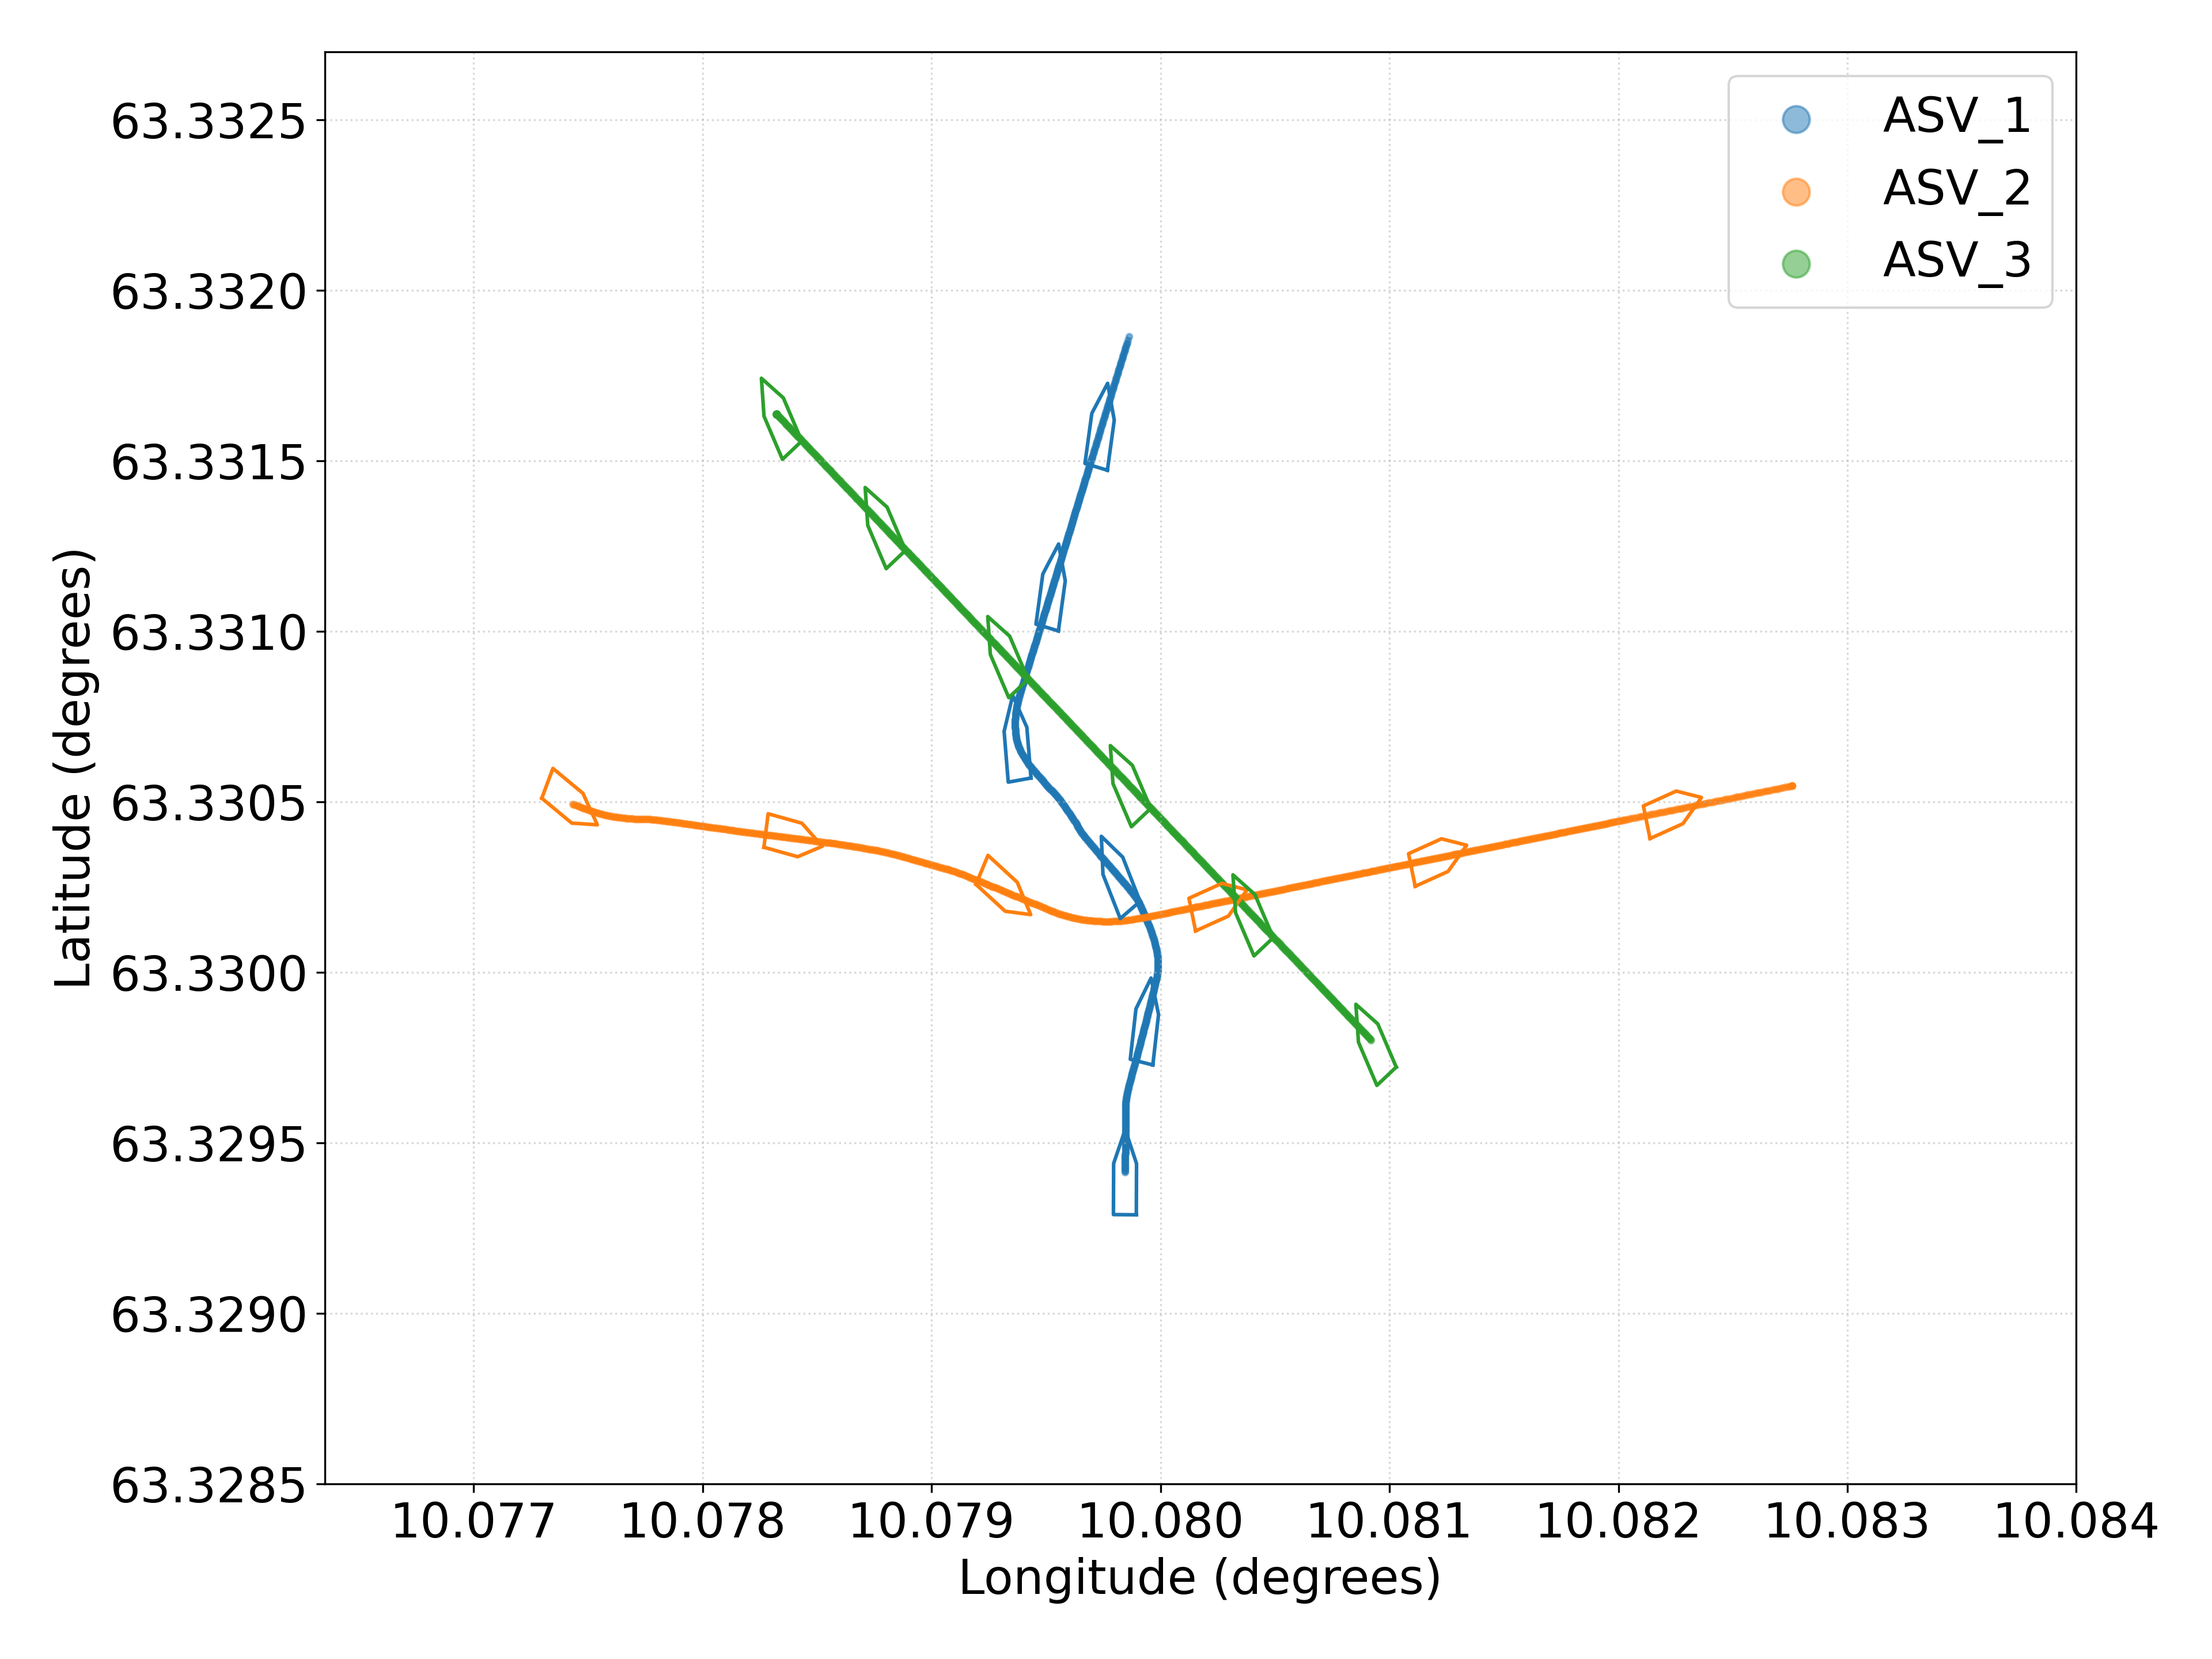 ASV_1
ASV_2
ASV_3
63.3325
63.3320
63.3315
63.3310
63.3305
63.3300
63.3295
63.3290
63.3285
Latitude (degrees)
10.077 10.078 10.079 10.080 10.081 10.082 10.083 10.084
Longitude (degrees)